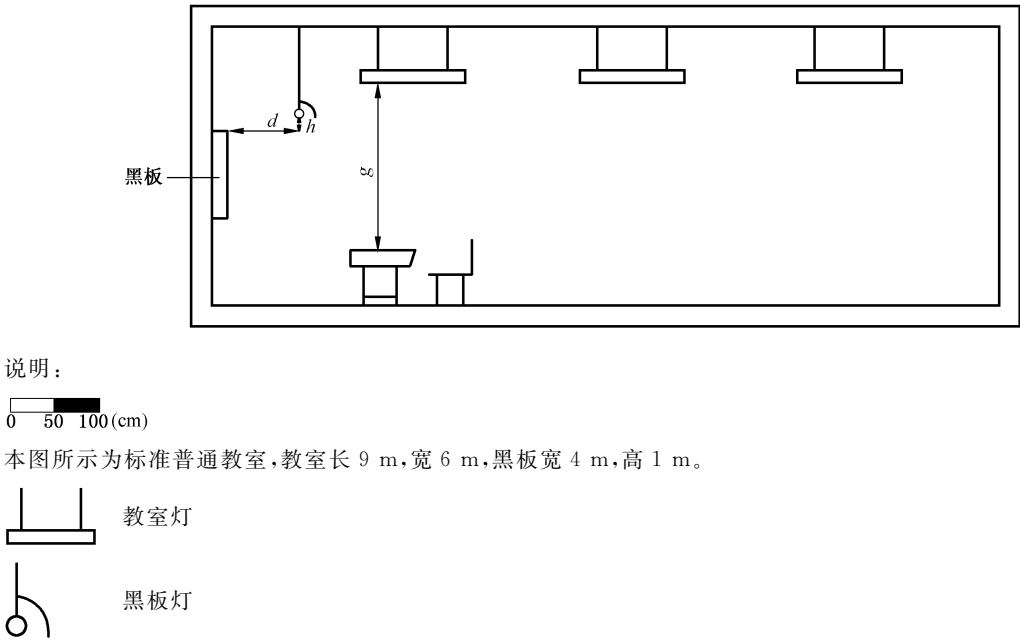 d
h
g
黑板
说明:
0 50 100(cm)
本图所示为标准普通教室,教室长 9 m,宽 6 m,黑板宽 4 m,高 1 m。
教室灯
黑板灯